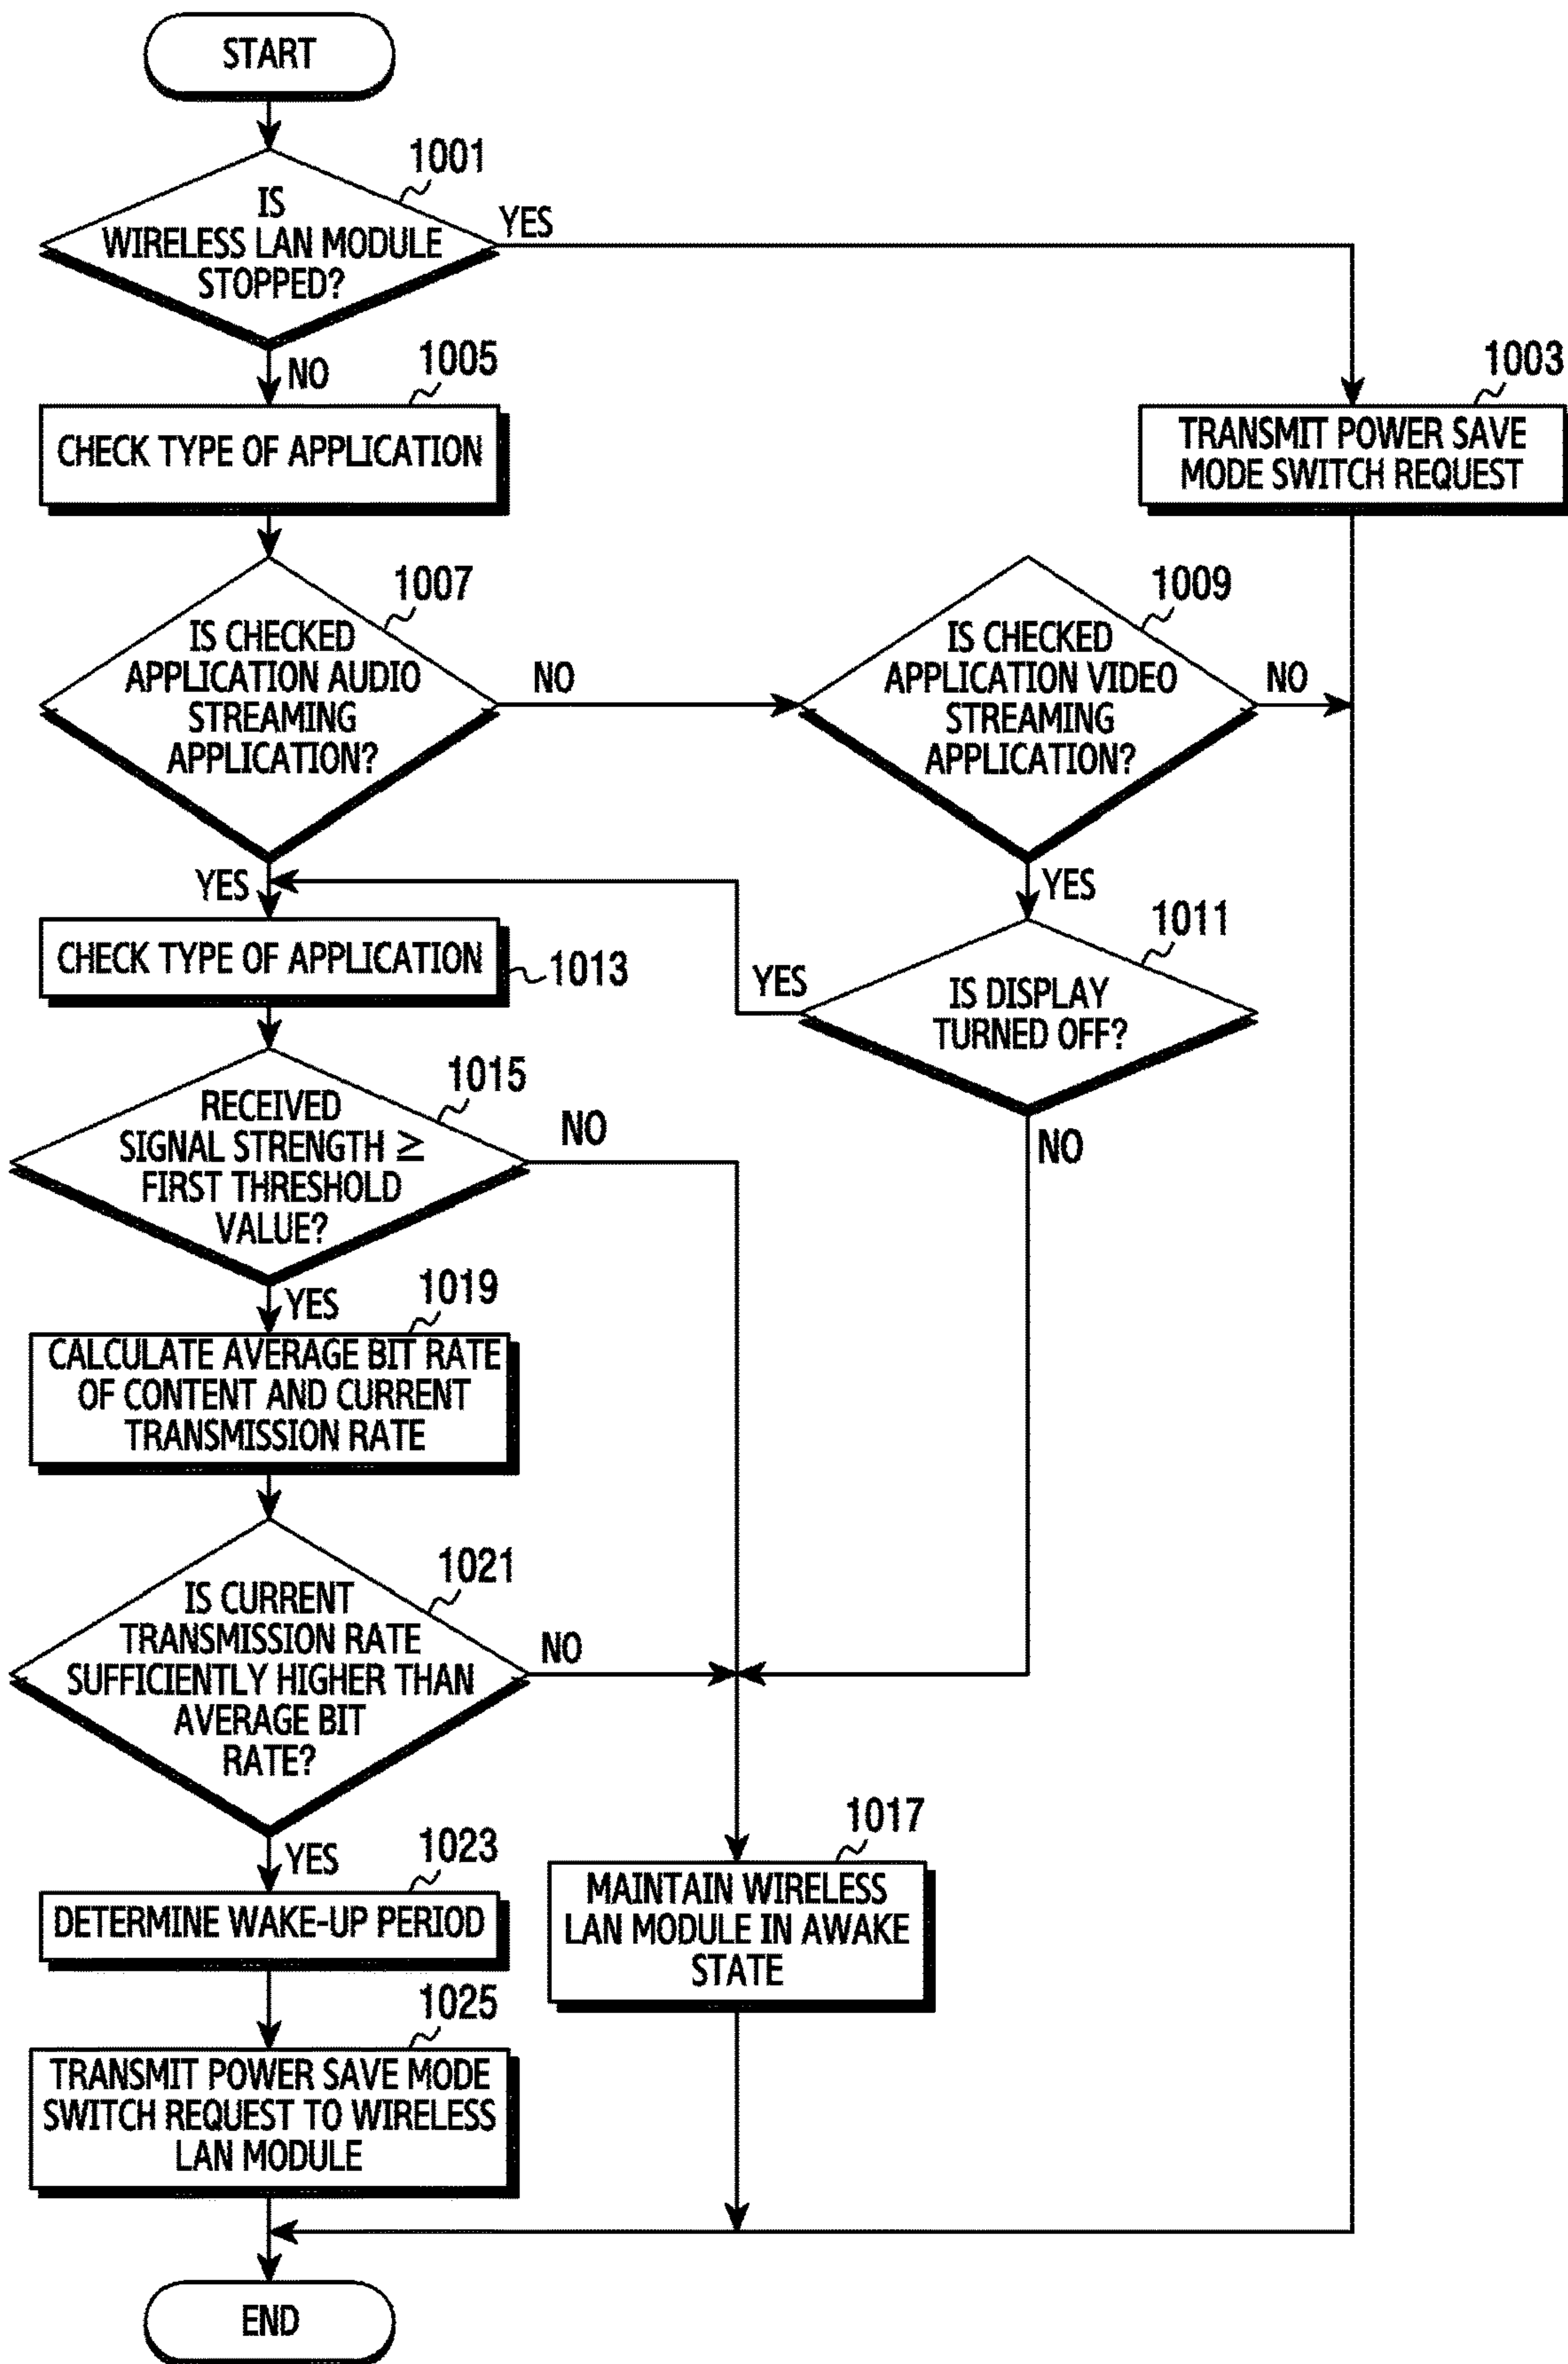 START
1001
IS
WIRELESS LAN MODULE
STOPPED?
YES
NO
1005
CHECK TYPE OF APPLICATION
1003
TRANSMIT POWER SAVE
MODE SWITCH REQUEST
1007
IS CHECKED
APPLICATION AUDIO
STREAMING
APPLICATION?
NO
YES
1009
IS CHECKED
APPLICATION VIDEO
STREAMING
APPLICATION?
NO
YES
1011
IS DISPLAY
TURNED OFF?
YES
NO
CHECK TYPE OF APPLICATION
1013
1015
RECEIVED
SIGNAL STRENGTH ≥
FIRST THRESHOLD
VALUE?
NO
YES
1019
CALCULATE AVERAGE BIT RATE
OF CONTENT AND CURRENT
TRANSMISSION RATE
1021
IS CURRENT
TRANSMISSION RATE
SUFFICIENTLY HIGHER THAN
AVERAGE BIT
RATE?
NO
YES
1017
MAINTAIN WIRELESS
LAN MODULE IN AWAKE
STATE
1023
DETERMINE WAKE-UP PERIOD
1025
TRANSMIT POWER SAVE MODE
SWITCH REQUEST TO WIRELESS
LAN MODULE
END